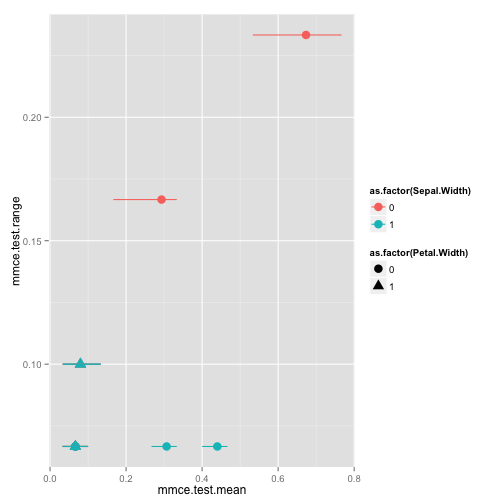 mmce.test.range
0.20
0.15
0.10
0.0 0.2 0.4 0.6 0.8
mmce.test.mean
as.factor(Sepal.Width)
0
1
as.factor(Petal.Width)
0
1